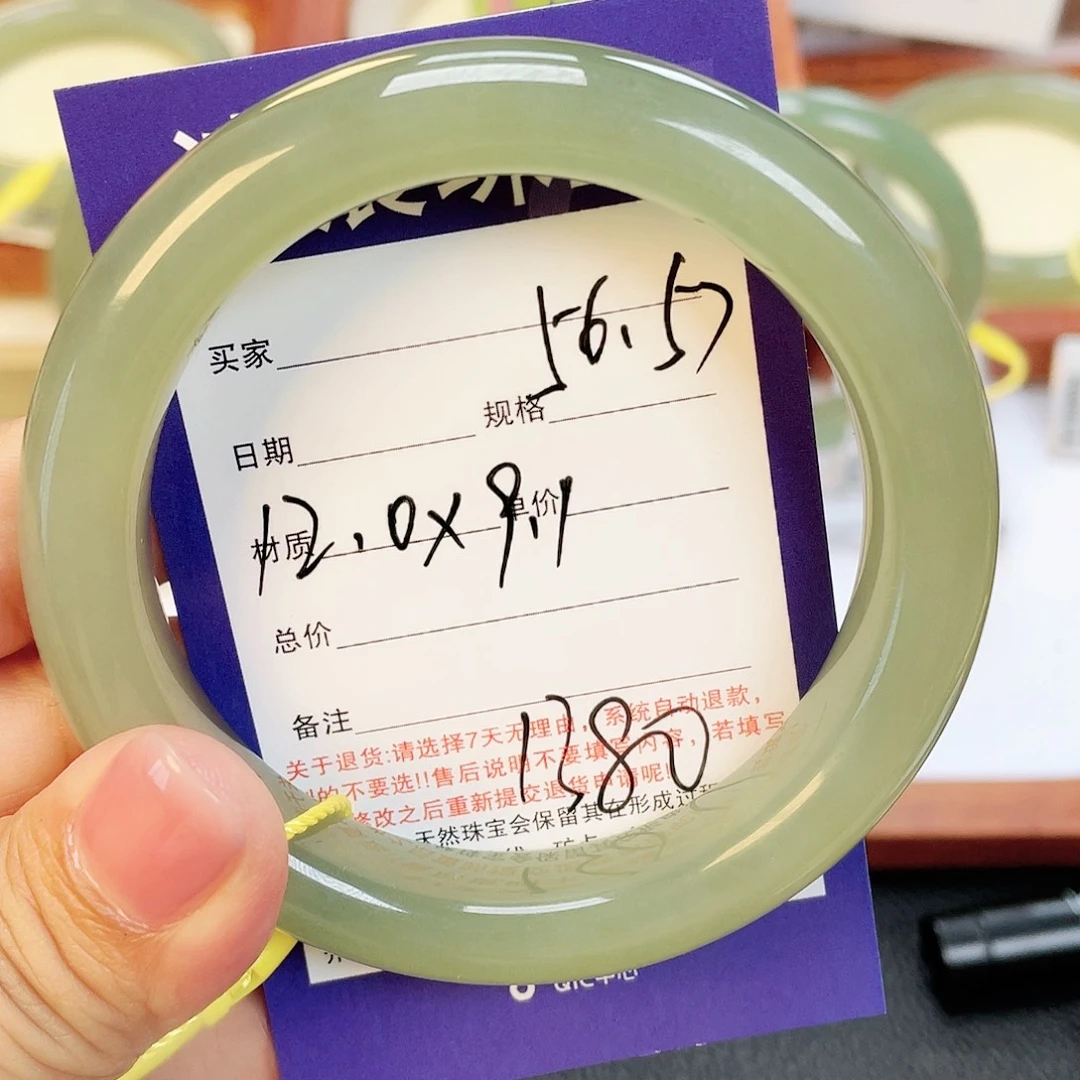 买家 56.57
日期 规格
材质 单价 12.0x9.1
总价
备注 1380
关于退货:请选择7天无理由,系统自动退款,
的不要选!!售后说明不要填写内容,若填写
修改之后重新提交退货申请呢!
天然珠宝会保留其在形成过程